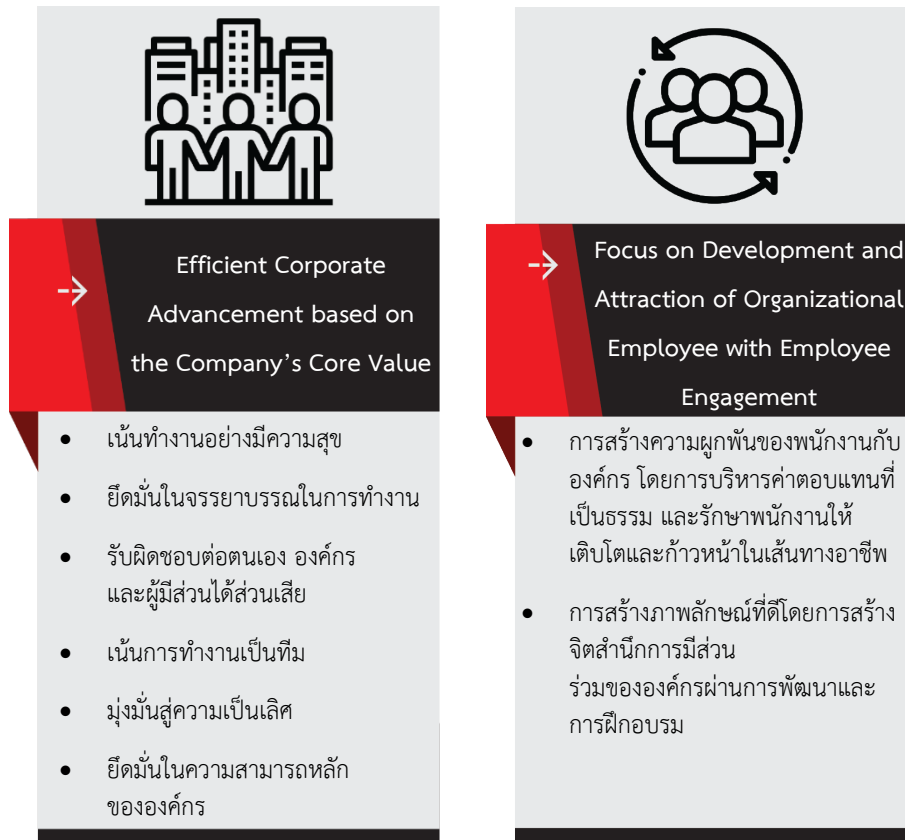 Efficient Corporate
Advancement based on
the Company's Core Value
• เน้นทำงานอย่างมีความสุข
• ยึดมั่นในจรรยาบรรณในการทำงาน
• รับผิดชอบต่อตนเอง องค์กร
และผู้มีส่วนได้ส่วนเสีย
• เน้นการทำงานเป็นทีม
• มุ่งมั่นสู่ความเป็นเลิศ
• ยึดมั่นในความสามารถหลัก
ขององค์กร
Focus on Development and
Attraction of Organizational
Employee with Employee
Engagement
• การสร้างความผูกพันของพนักงานกับ
องค์กร โดยการบริหารค่าตอบแทนที่
เป็นธรรม และรักษาพนักงานให้
เติบโตและก้าวหน้าในเส้นทางอาชีพ
• การสร้างภาพลักษณ์ที่ดีโดยการสร้าง
จิตสำนึกการมีส่วน
ร่วมขององค์กรผ่านการพัฒนาและ
การฝึกอบรม